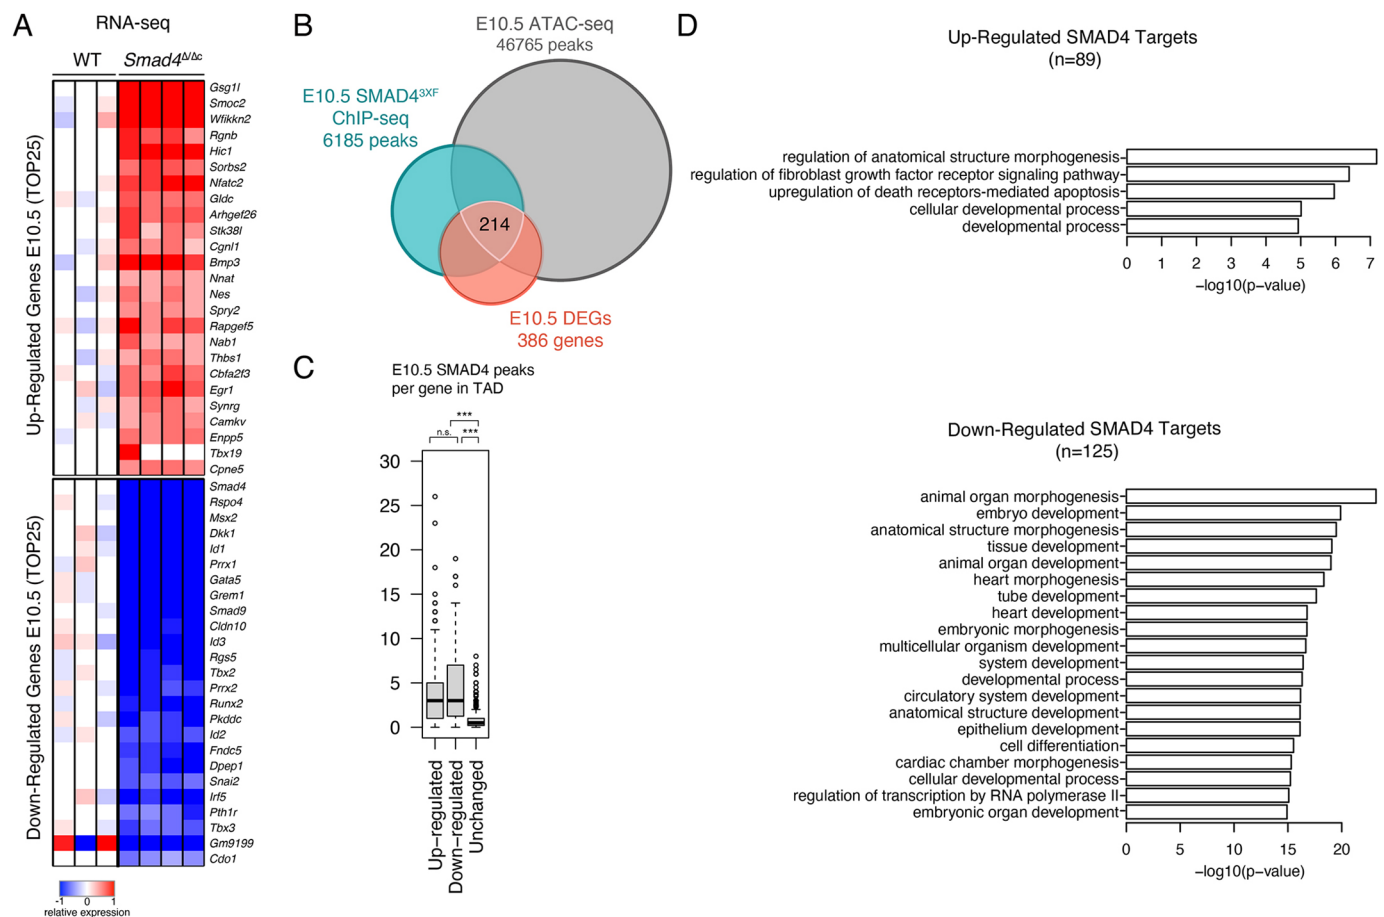 A
RNA-seq
WT
Smad4Δ/Δc
Up-Regulated Genes E10.5 (TOP25)
Gsg1l
Smoc2
Wfikkn2
Rgnb
Hic1
Sorbs2
Nfatc2
Gldc
Arhgef26
Stk38l
Cgnl1
Bmp3
Nnat
Nes
Spry2
Rapgef5
Nab1
Thbs1
Cbfa2t3
Egr1
Synrg
Camkv
Enpp5
Tbx19
Cpne5
Down-Regulated Genes E10.5 (TOP25)
Smad4
Rspo4
Msx2
Dkk1
Id1
Prrx1
Gata5
Grem1
Smad9
Cldn10
Id3
Rgs5
Tbx2
Prrx2
Runx2
Pkddc
Id2
Fndc5
Dpep1
Snai2
Irf5
Pth1r
Tbx3
Gm9199
Cdo1
-1 0 1
relative expression
B
E10.5 ATAC-seq
46765 peaks
E10.5 SMAD43XF
ChIP-seq
6185 peaks
214
E10.5 DEGs
386 genes
C
E10.5 SMAD4 peaks
per gene in TAD
***
n.s. ***
30
25
20
15
10
5
0
Up-regulated
Down-regulated
Unchanged
D
Up-Regulated SMAD4 Targets
(n=89)
regulation of anatomical structure morphogenesis
regulation of fibroblast growth factor receptor signaling pathway
upregulation of death receptors-mediated apoptosis
cellular developmental process
developmental process
0 1 2 3 4 5 6 7
−log10(p−value)
Down-Regulated SMAD4 Targets
(n=125)
animal organ morphogenesis
embryo development
anatomical structure morphogenesis
tissue development
animal organ development
heart morphogenesis
tube development
heart development
embryonic morphogenesis
multicellular organism development
system development
developmental process
circulatory system development
anatomical structure development
epithelium development
cell differentiation
cardiac chamber morphogenesis
cellular developmental process
regulation of transcription by RNA polymerase II
embryonic organ development
0 5 10 15 20
−log10(p−value)